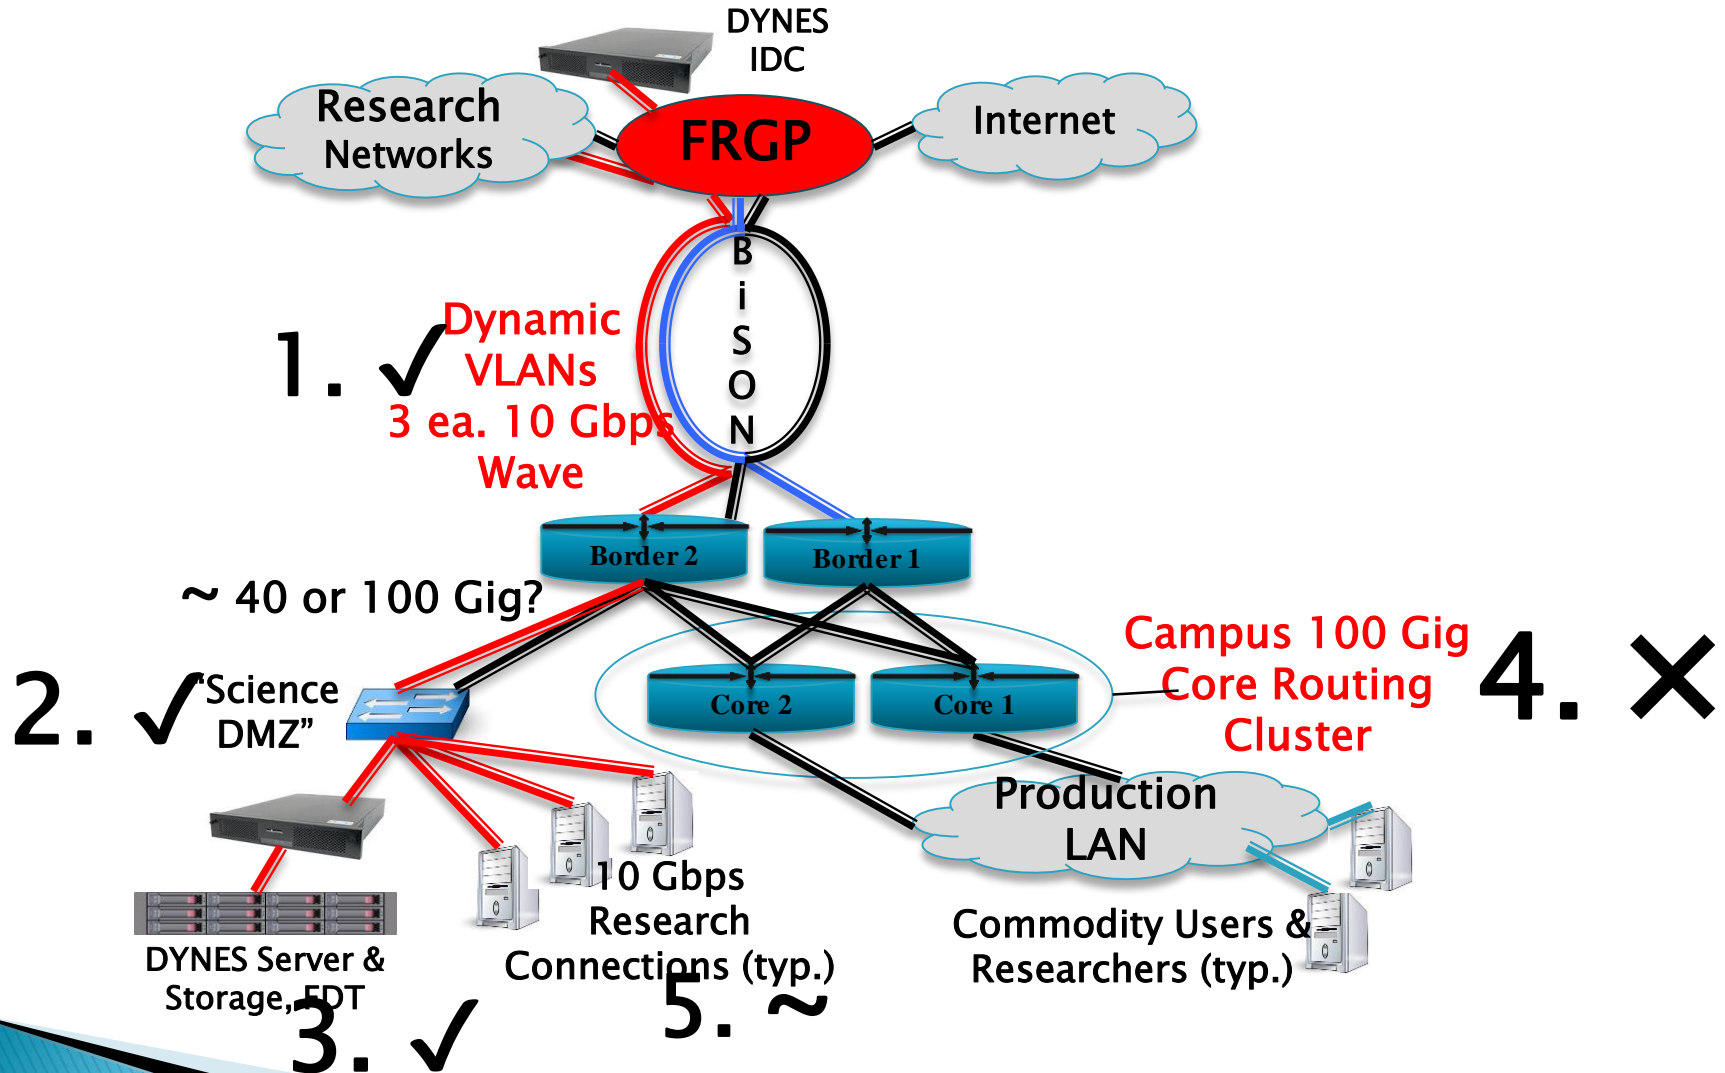 DYNES
IDC
Research
Networks
FRGP
Internet
B
i
S
O
N
1. ✓
Dynamic
VLANs
3 ea. 10 Gbps
Wave
Border 2
Border 1
~ 40 or 100 Gig?
Campus 100 Gig
Core Routing
Cluster
4. ✕
2. ✓
"Science
DMZ”
Core 2
Core 1
Production
LAN
10 Gbps
Research
Connections (typ.)
Commodity Users &
Researchers (typ.)
DYNES Server &
Storage, FDT
3. ✓
5. ~